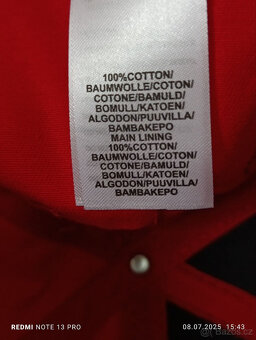 100%COTTON/
BAUMWOLLE/COTON/
COTONE/BAMULD/
BOMULL/KATOEN/
ALGODON/PUUVILLA/
BAMBAKEPO
MAIN LINING
100%COTTON/
BAUMWOLLE/COTON/
COTONE/BAMULD/
BOMULL/KATOEN/
ALGODON/PUUVILLA/
BAMBAKEPO
REDMI NOTE 13 PRO
08.07.2025 15:43